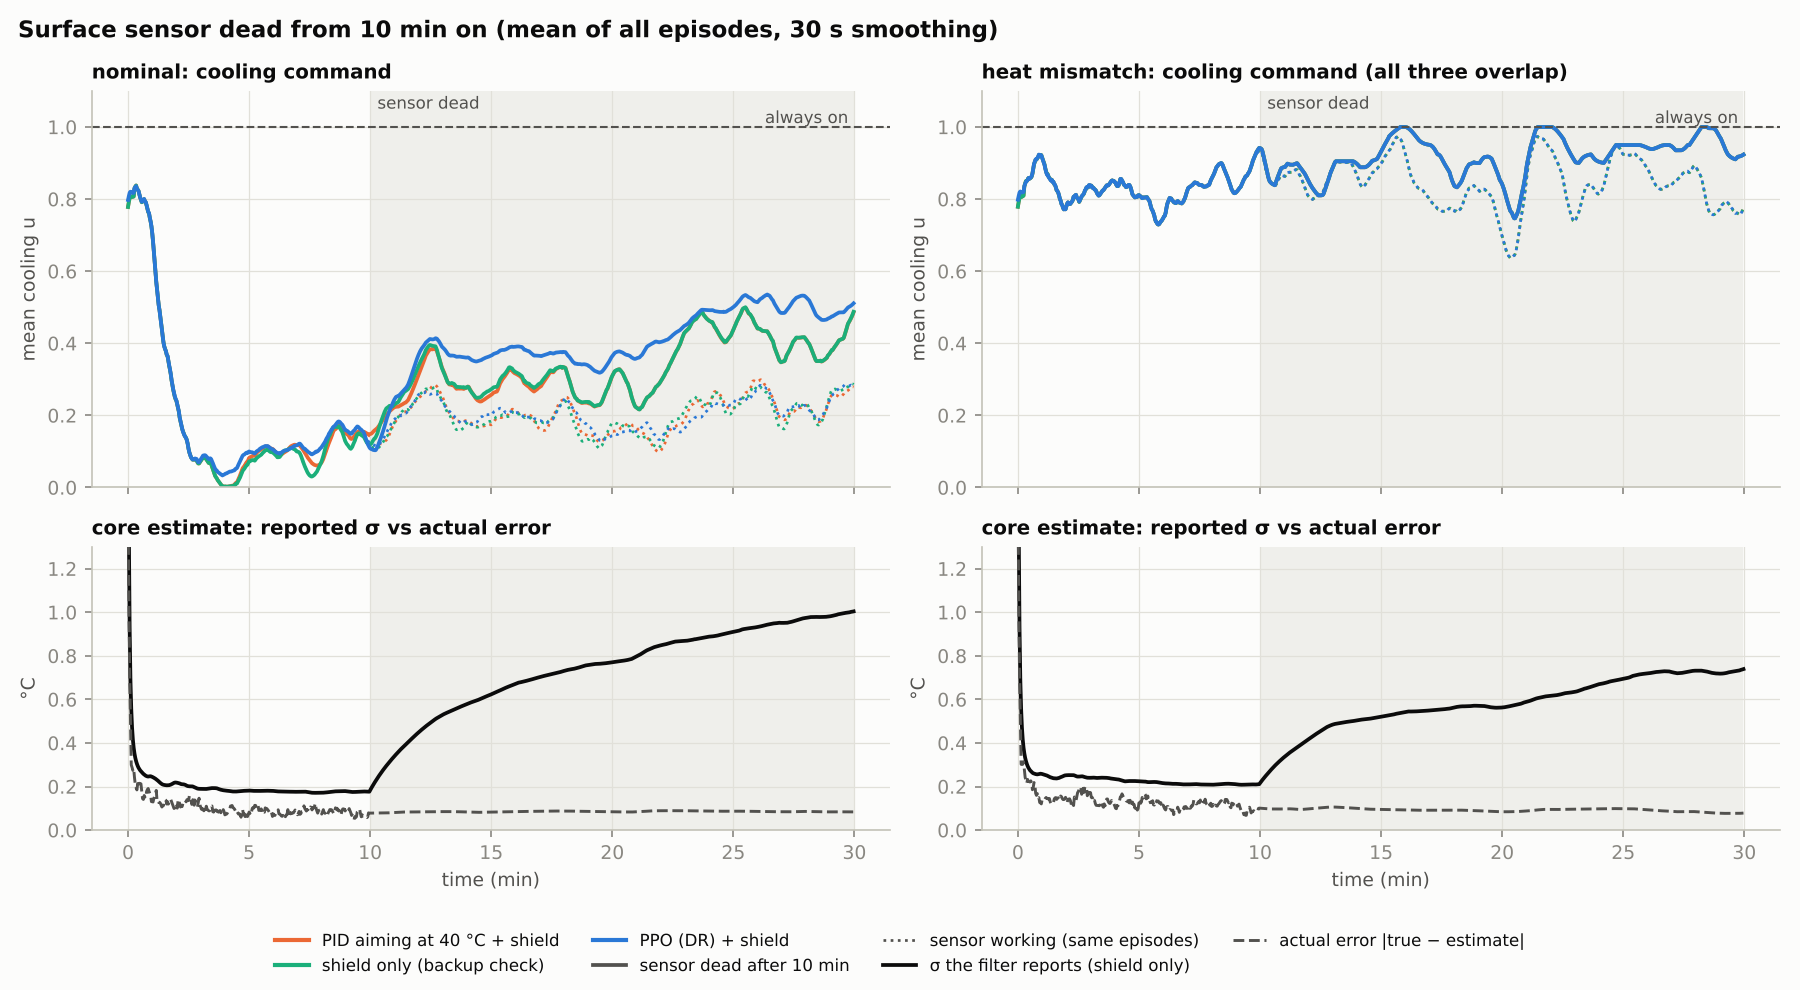 Surface sensor dead from 10 min on (mean of all episodes, 30 s smoothing)
nominal: cooling command
sensor dead
always on
mean cooling u
1.0
0.8
0.6
0.4
0.2
0.0
heat mismatch: cooling command (all three overlap)
sensor dead
always on
mean cooling u
1.0
0.8
0.6
0.4
0.2
0.0
core estimate: reported σ vs actual error
°C
1.2
1.0
0.8
0.6
0.4
0.2
0.0
0 5 10 15 20 25 30
time (min)
core estimate: reported σ vs actual error
°C
1.2
1.0
0.8
0.6
0.4
0.2
0.0
0 5 10 15 20 25 30
time (min)
PID aiming at 40 °C + shield
shield only (backup check)
PPO (DR) + shield
sensor dead after 10 min
sensor working (same episodes)
σ the filter reports (shield only)
actual error |true − estimate|